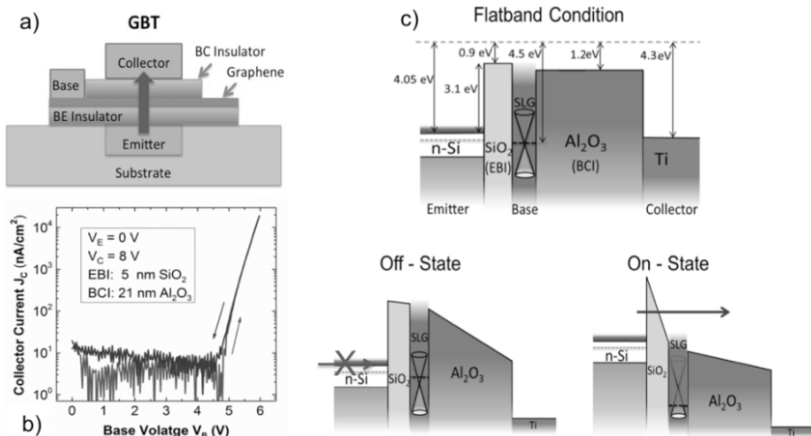 a)
GBT
Collector
BC Insulator
Graphene
Base
BE Insulator
Emitter
Substrate
b)
Collector Current J_C (nA/cm²)
10⁴
10³
10²
10¹
10⁰
V_E = 0 V
V_C = 8 V
EBI: 5 nm SiO₂
BCI: 21 nm Al₂O₃
0 1 2 3 4 5 6
Base Volatge V_B (V)
c)
Flatband Condition
0.9 eV
4.5 eV
1.2eV
4.3eV
4.05 eV
3.1 eV
SLG
n-Si
SiO₂
(EBI)
Al₂O₃
(BCI)
Ti
Emitter
Base
Collector
Off - State
SLG
n-Si
SiO₂
Al₂O₃
Ti
On - State
SLG
n-Si
SiO₂
Al₂O₃
Ti